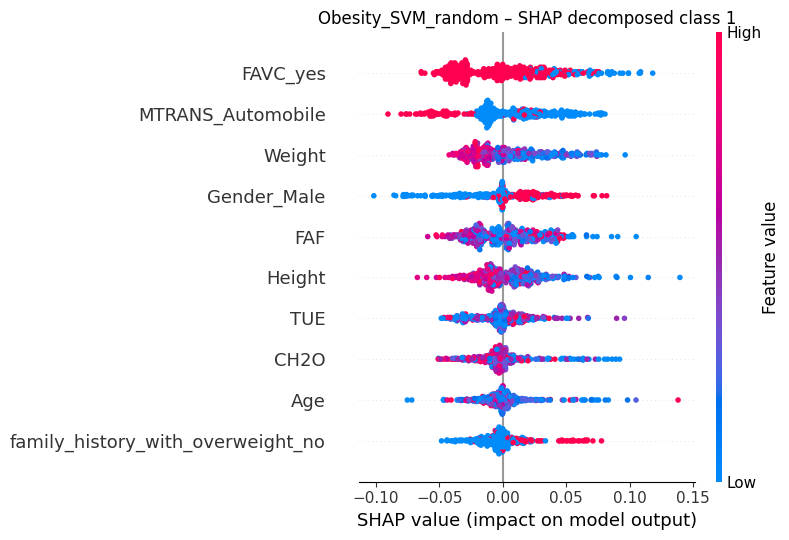 Obesity_SVM_random – SHAP decomposed class 1
High
FAVC_yes
MTRANS_Automobile
Weight
Gender_Male
FAF
Height
TUE
CH2O
Age
family_history_with_overweight_no
Feature value
Low
−0.10 −0.05 0.00 0.05 0.10 0.15
SHAP value (impact on model output)